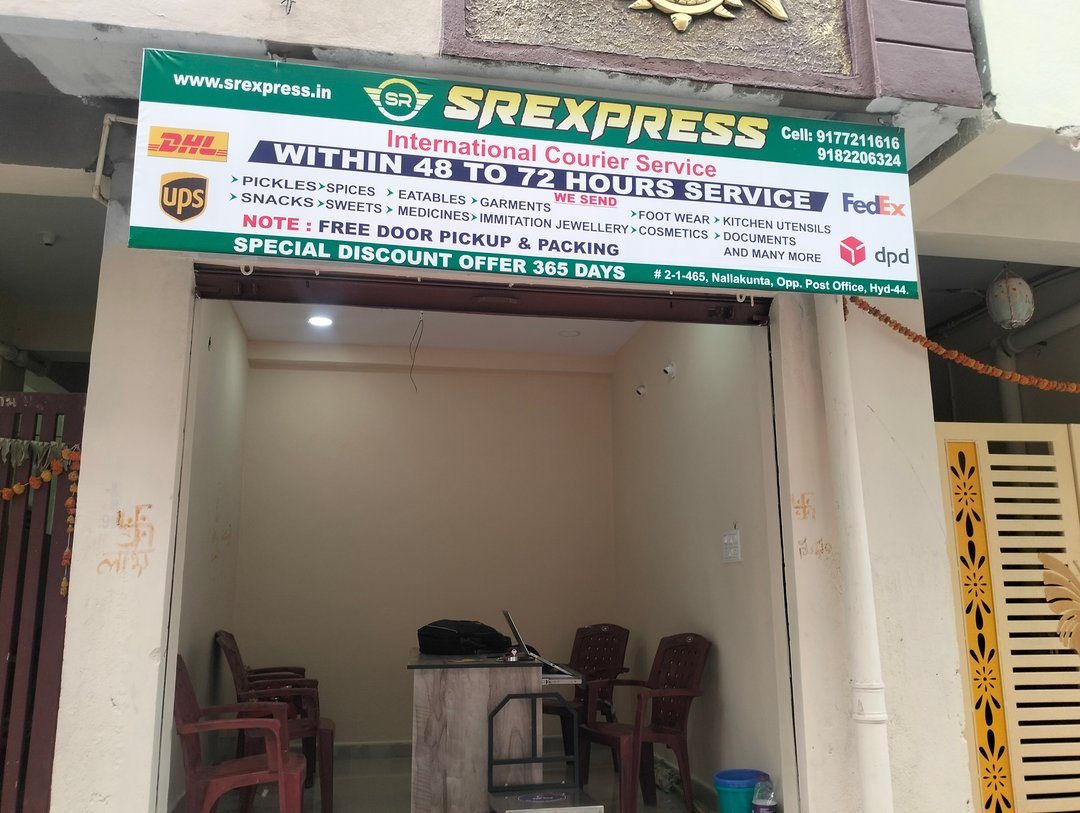 www.srexpress.in
SR
SREXPRESS
Cell: 9177211616
9182206324
DHL
International Courier Service
WITHIN 48 TO 72 HOURS SERVICE
ups
FedEx
WE SEND
PICKLES SPICES EATABLES GARMENTS FOOT WEAR KITCHEN UTENSILS
SNACKS SWEETS MEDICINES IMMITATION JEWELLERY COSMETICS DOCUMENTS
AND MANY MORE
dpd
NOTE : FREE DOOR PICKUP & PACKING
SPECIAL DISCOUNT OFFER 365 DAYS
# 2-1-465, Nallakunta, Opp. Post Office, Hyd-44.